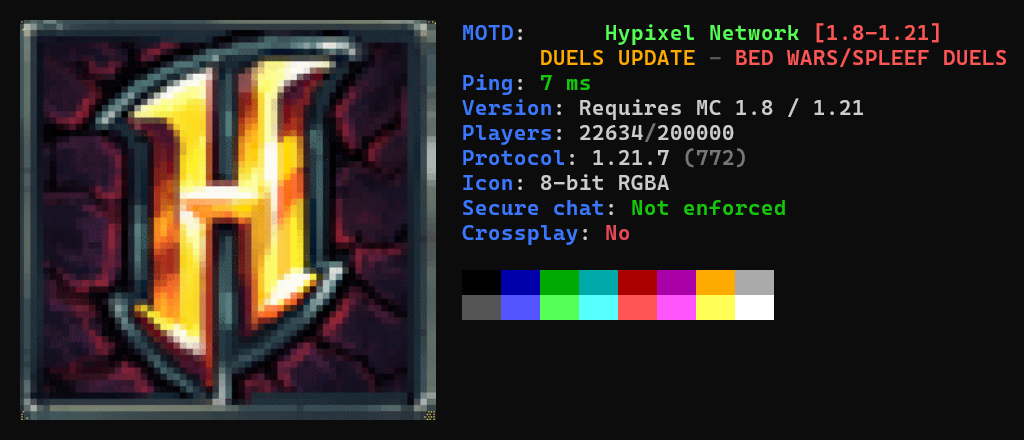 MOTD: Hypixel Network [1.8-1.21]
DUELS UPDATE - BED WARS/SPLEEF DUELS
Ping: 7 ms
Version: Requires MC 1.8 / 1.21
Players: 22634/200000
Protocol: 1.21.7 (772)
Icon: 8-bit RGBA
Secure chat: Not enforced
Crossplay: No